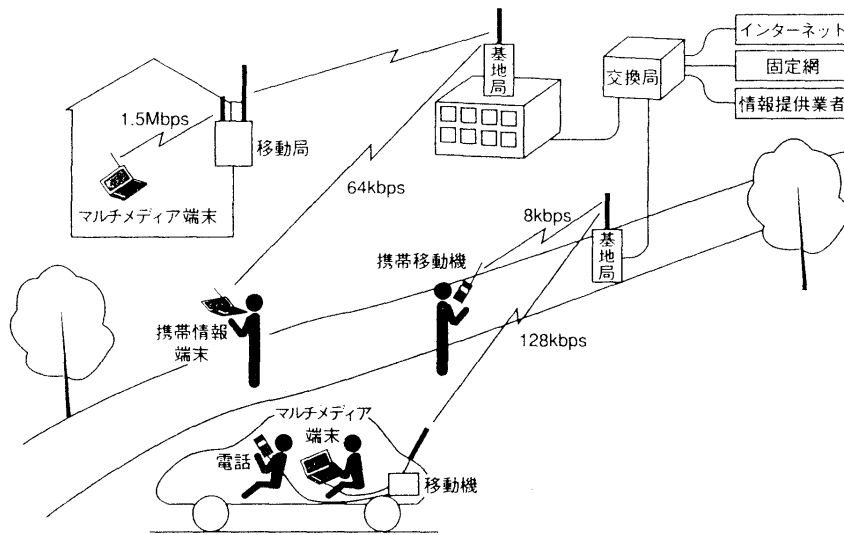 インターネット
固定網
情報提供業者
交換局
基地局
1.5Mbps
移動局
マルチメディア端末
64kbps
8kbps
基地局
携帯移動機
携帯情報
端末
128kbps
マルチメディア
端末
電話
移動機